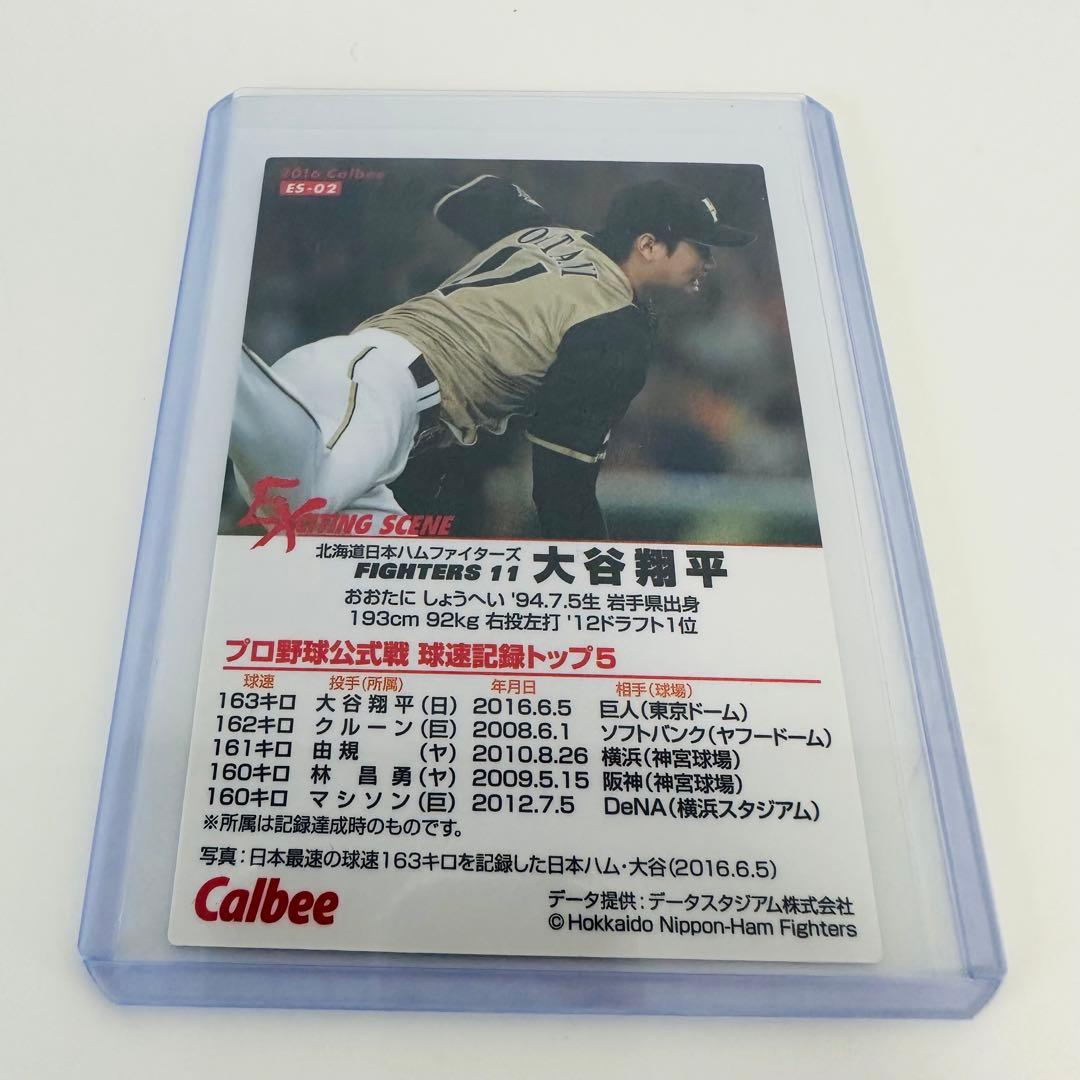 2016 Calbee
ES-02
OHTANI
11
EXCITING SCENE
北海道日本ハムファイターズ
FIGHTERS 11 大谷翔平
おおたに しょうへい '94.7.5生 岩手県出身
193cm 92kg 右投左打 '12ドラフト1位
プロ野球公式戦 球速記録トップ5
球速 投手(所属) 年月日 相手(球場)
163キロ 大谷翔平(日) 2016.6.5 巨人(東京ドーム)
162キロ クルーン(巨) 2008.6.1 ソフトバンク(ヤフードーム)
161キロ 由規 (ヤ) 2010.8.26 横浜(神宮球場)
160キロ 林 昌勇(ヤ) 2009.5.15 阪神(神宮球場)
160キロ マシソン(巨) 2012.7.5 DeNA(横浜スタジアム)
※所属は記録達成時のものです。
写真:日本最速の球速163キロを記録した日本ハム・大谷(2016.6.5)
Calbee
データ提供:データスタジアム株式会社
©Hokkaido Nippon-Ham Fighters